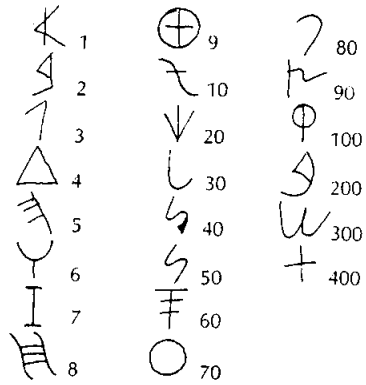 𐤀 1
𐤁 2
𐤂 3
𐤃 4
𐤄 5
𐤅 6
𐤆 7
𐤇 8
𐤈 9
𐤉 10
𐤊 20
𐤋 30
𐤌 40
𐤍 50
𐤎 60
𐤏 70
𐤐 80
𐤑 90
𐤒 100
𐤓 200
𐤔 300
𐤕 400